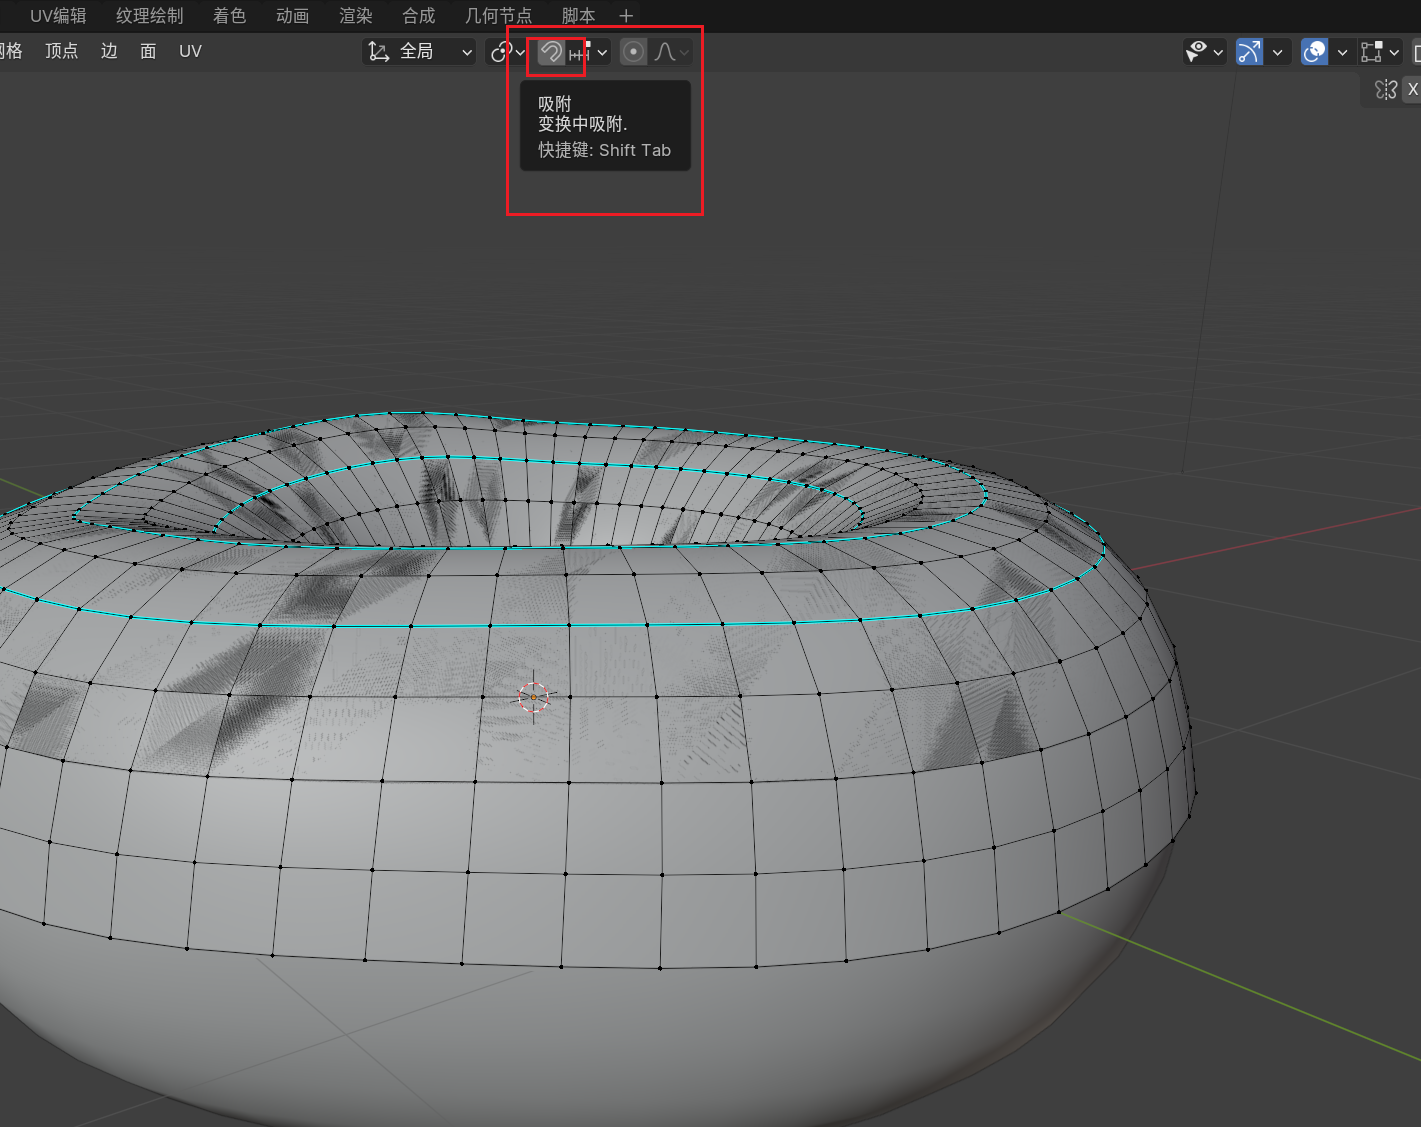 UV编辑 纹理绘制 着色 动画 渲染 合成 几何节点 脚本 +
网格 顶点 边 面 UV 全局
X
吸附
变换中吸附.
快捷键: Shift Tab